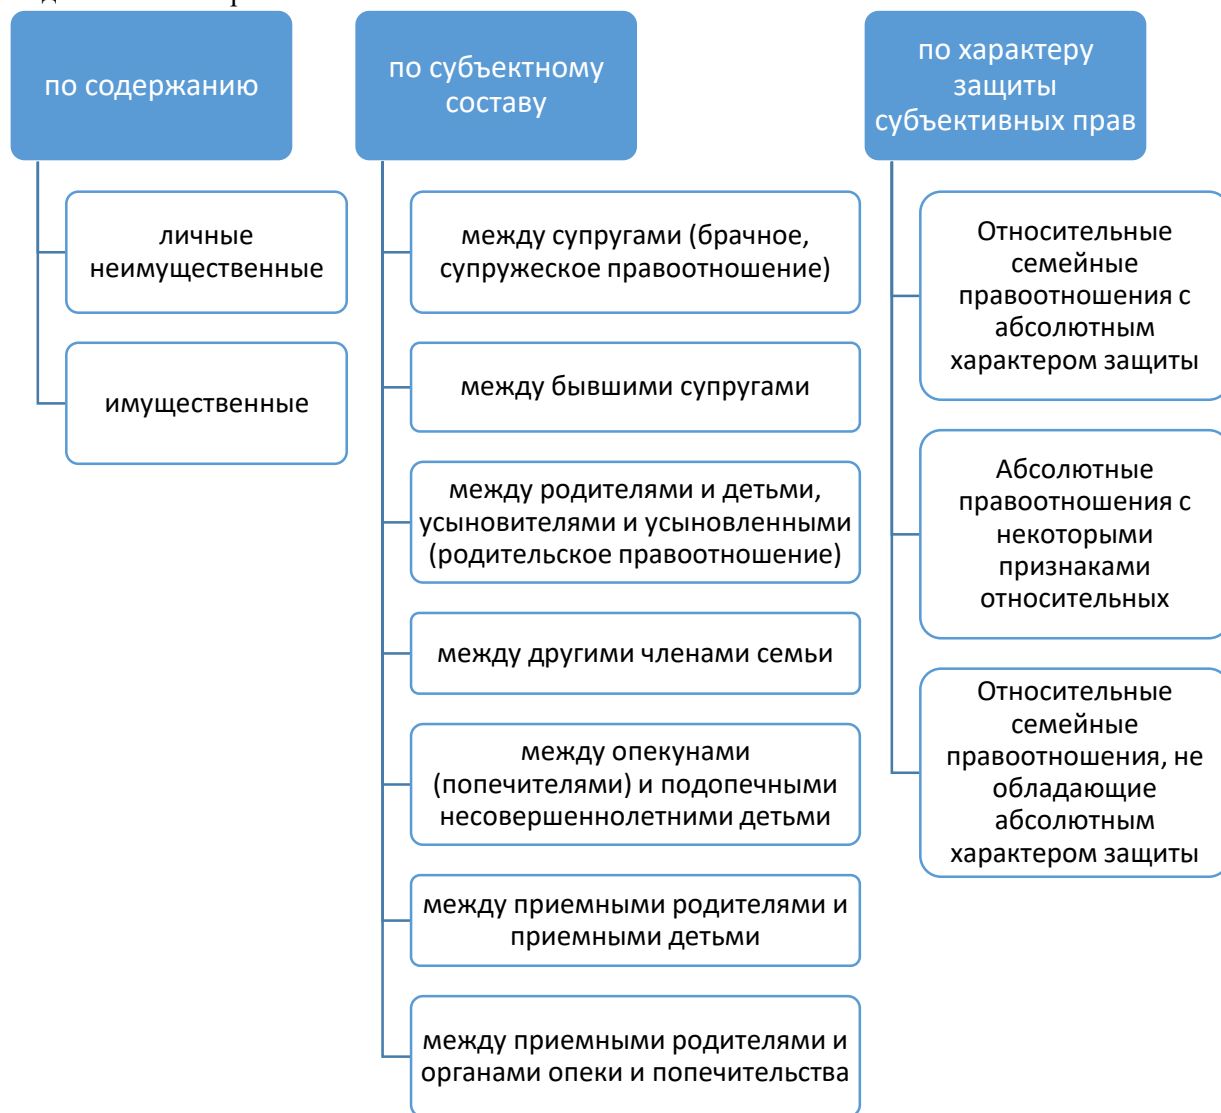 по содержанию
личные
неимущественные
имущественные
по субъектному
составу
между супругами (брачное,
супружеское правоотношение)
между бывшими супругами
между родителями и детьми,
усыновителями и усыновленными
(родительское правоотношение)
между другими членами семьи
между опекунами
(попечителями) и подопечными
несовершеннолетними детьми
между приемными родителями и
приемными детьми
между приемными родителями и
органами опеки и попечительства
по характеру
защиты
субъективных прав
Относительные
семейные
правоотношения с
абсолютным
характером защиты
Абсолютные
правоотношения с
некоторыми
признаками
относительных
Относительные
семейные
правоотношения, не
обладающие
абсолютным
характером защиты